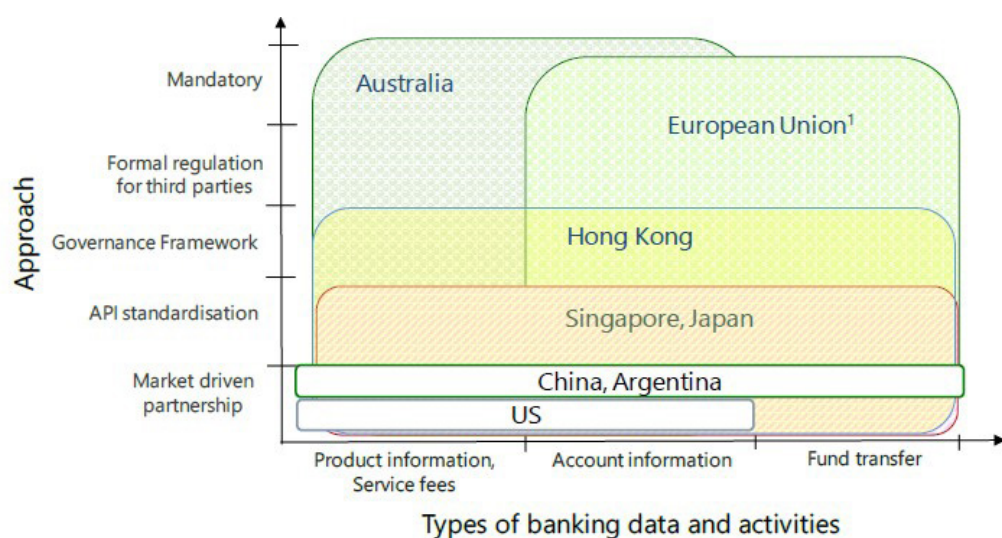 Mandatory
Australia
European Union¹
Formal regulation
for third parties
Approach
Governance Framework
Hong Kong
API standardisation
Singapore, Japan
Market driven
partnership
China, Argentina
US
Product information,
Service fees
Account information
Fund transfer
Types of banking data and activities